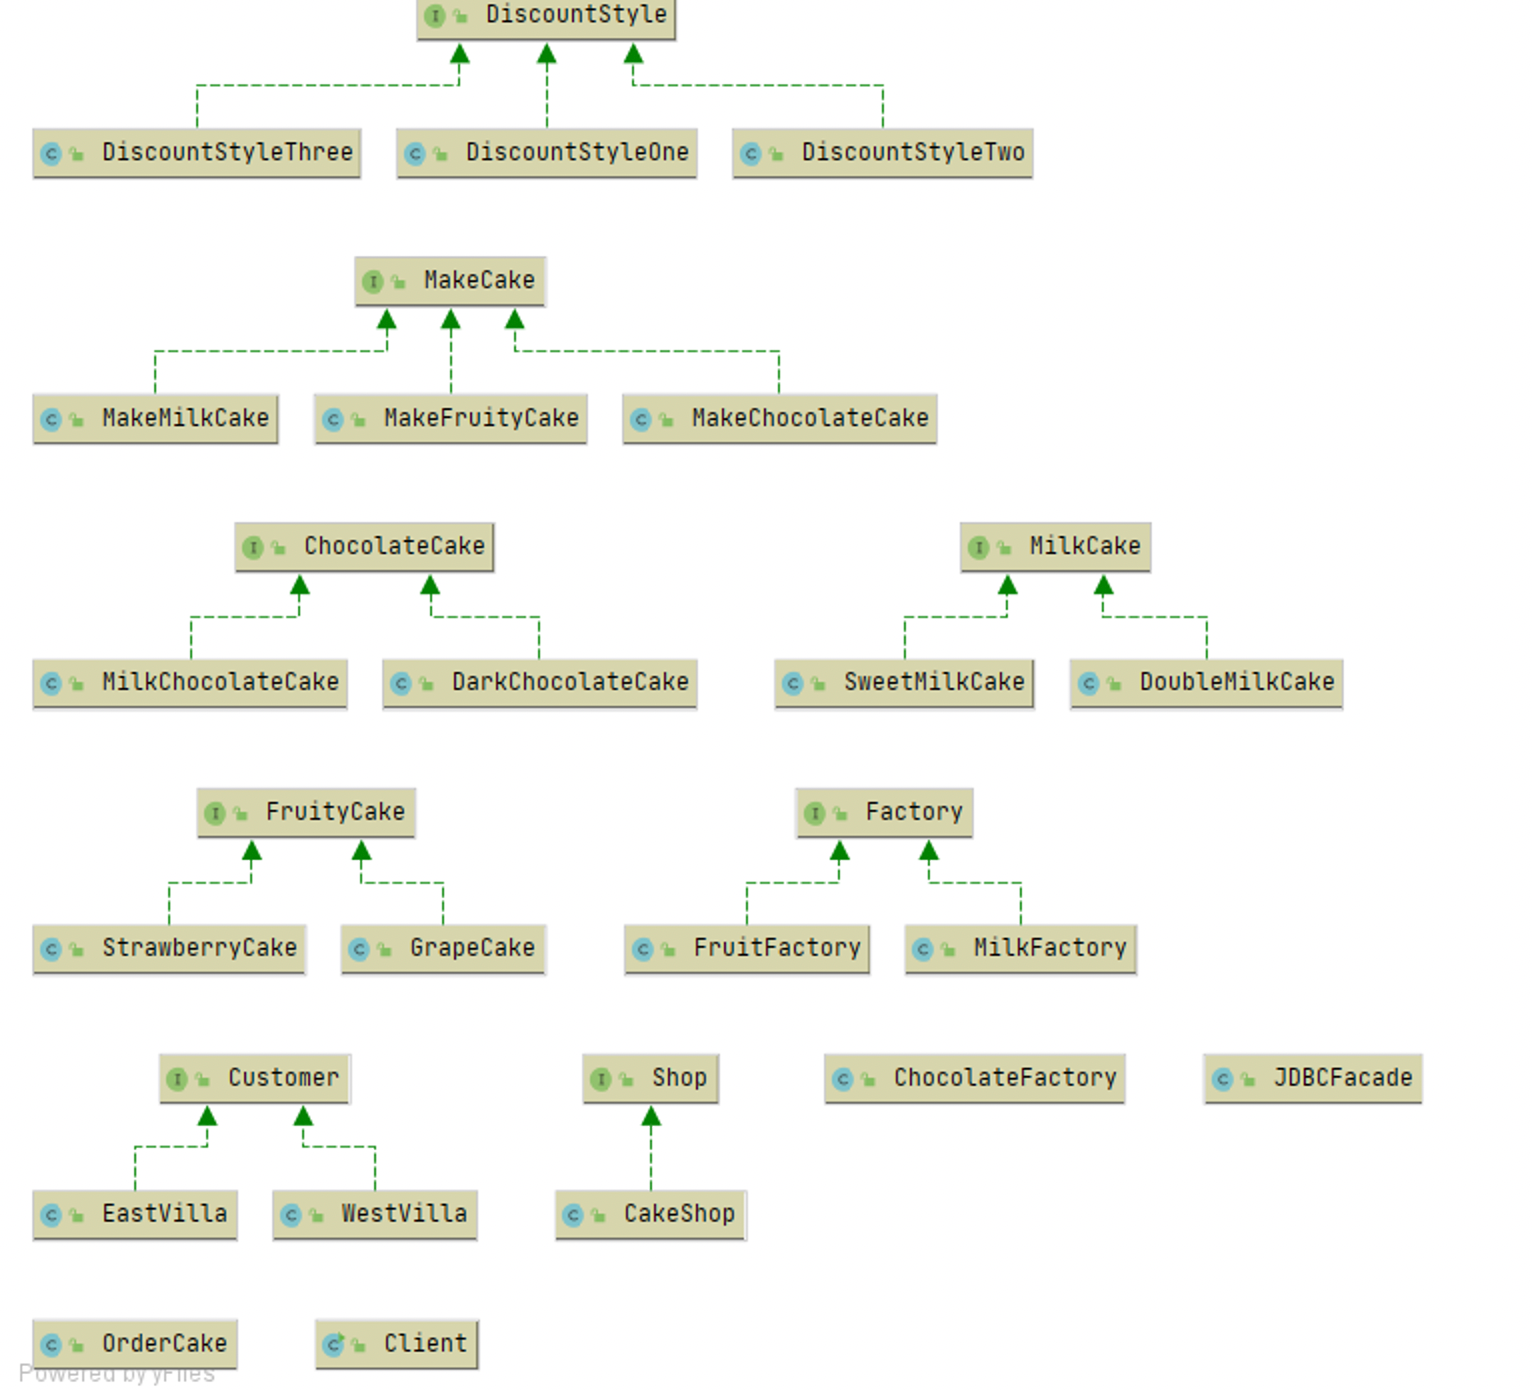 DiscountStyle
DiscountStyleThree DiscountStyleOne DiscountStyleTwo
MakeCake
MakeMilkCake MakeFruityCake MakeChocolateCake
ChocolateCake MilkCake
MilkChocolateCake DarkChocolateCake SweetMilkCake DoubleMilkCake
FruityCake Factory
StrawberryCake GrapeCake FruitFactory MilkFactory
Customer Shop ChocolateFactory JDBCFacade
EastVilla WestVilla CakeShop
OrderCake Client
Powered by yFiles